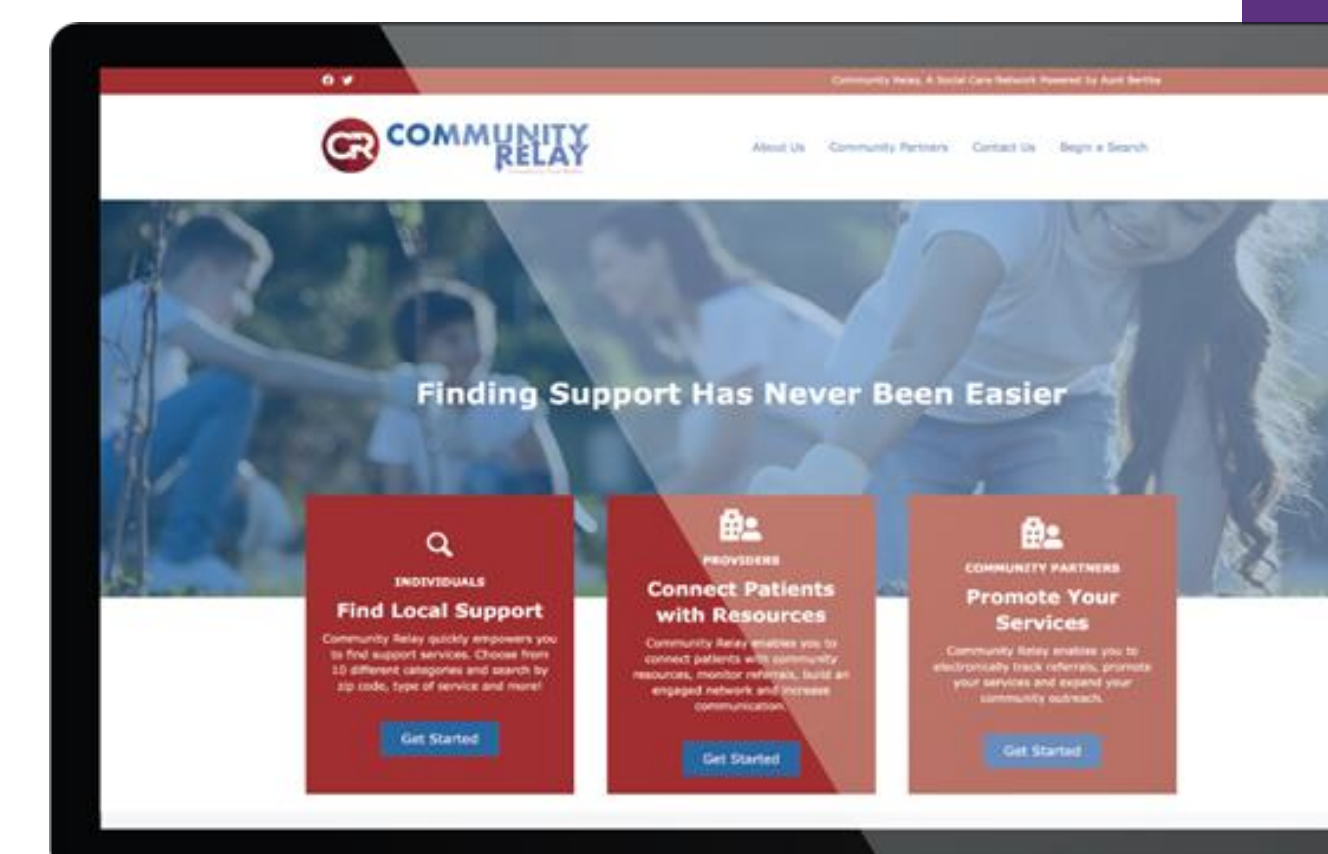 Community Relay, A Social Care Network Powered by Aunt Bertha
CR COMMUNITY
RELAY
About Us Community Partners Contact Us Begin a Search
Finding Support Has Never Been Easier
INDIVIDUALS
Find Local Support
Community Relay quickly empowers you
to find support services. Choose from
10 different categories and search by
zip code, type of service and more!
Get Started
PROVIDERS
Connect Patients
with Resources
Community Relay enables you to
connect patients with community
resources, monitor referrals, build an
engaged network and increase
communication.
Get Started
COMMUNITY PARTNERS
Promote Your
Services
Community Relay enables you to
electronically track referrals, promote
your services and expand your
community outreach.
Get Started